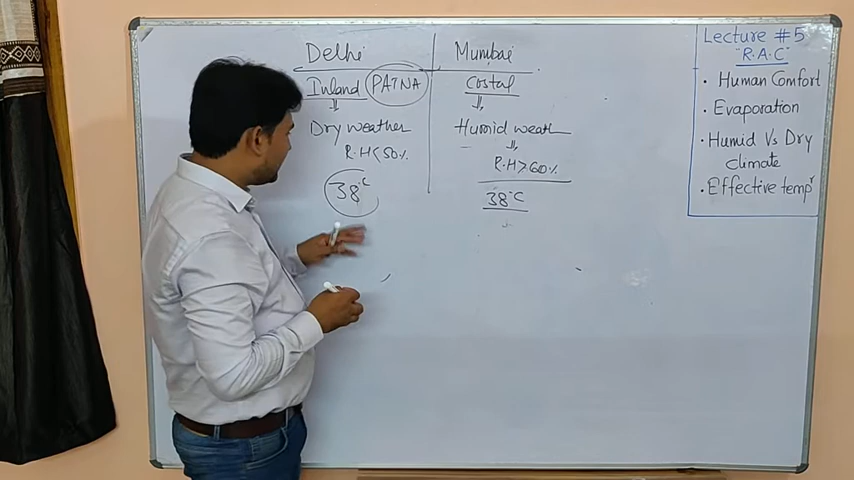 Delhi
Inland PATNA
Dry weather
R.H<50%
38°C
Mumbai
Costal
Humid weath
R.H>60%
38°C
Lecture #5
"R.A.C"
• Human Comfort
• Evaporation
• Humid Vs Dry
climate
• Effective tempr